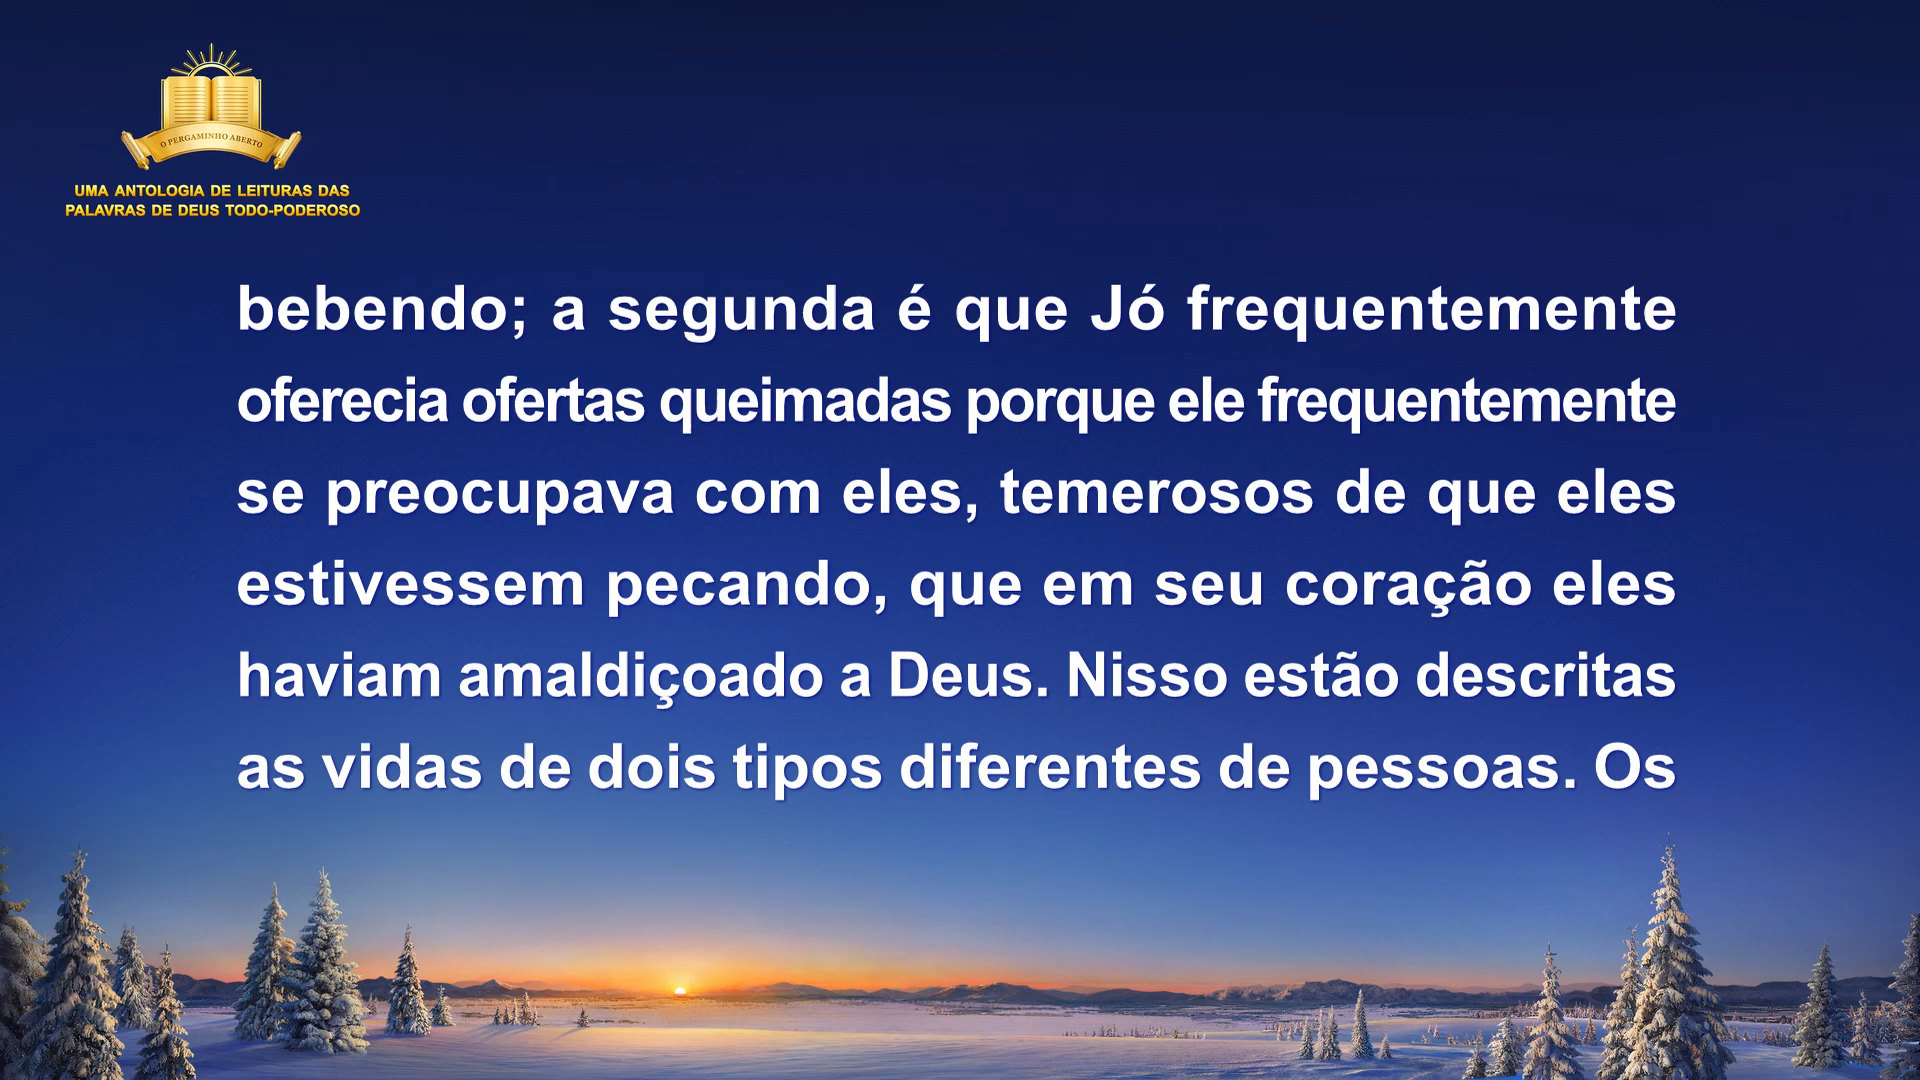 O PERGAMINHO ABERTO
UMA ANTOLOGIA DE LEITURAS DAS
PALAVRAS DE DEUS TODO-PODEROSO
bebendo; a segunda é que Jó frequentemente
oferecia ofertas queimadas porque ele frequentemente
se preocupava com eles, temerosos de que eles
estivessem pecando, que em seu coração eles
haviam amaldiçoado a Deus. Nisso estão descritas
as vidas de dois tipos diferentes de pessoas. Os